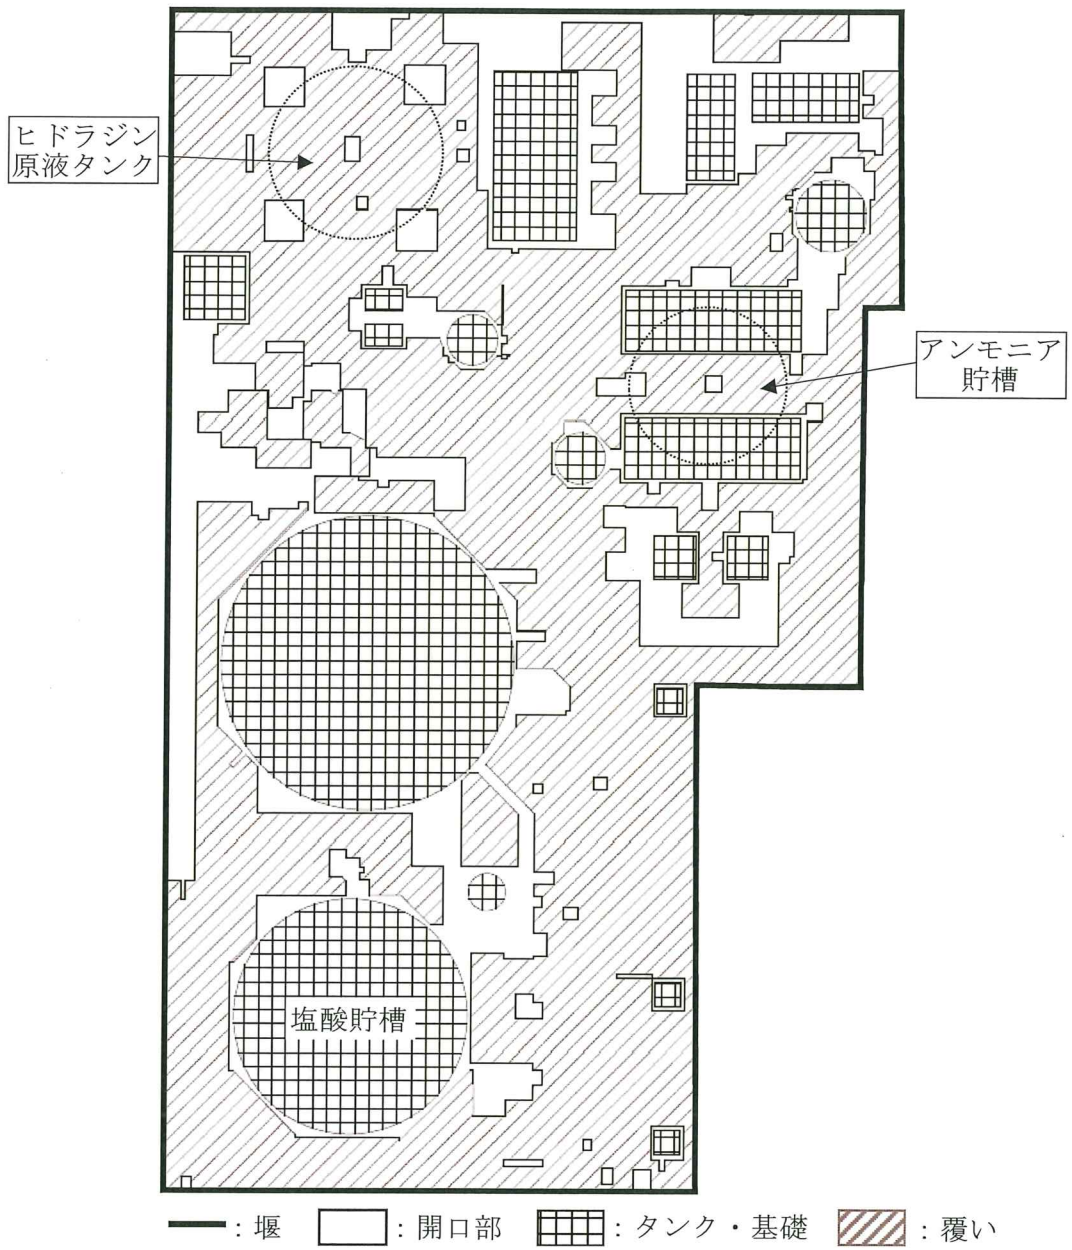 ヒドラジン
原液タンク
アンモニア
貯槽
塩酸貯槽
：堰 ：開口部 ：タンク・基礎 ：覆い